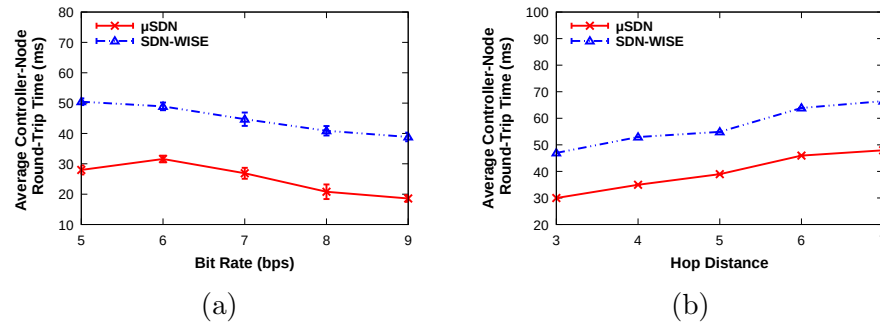 80
70
60
50
40
30
20
10
5
6
7
8
9
Average Controller-Node
Round-Trip Time (ms)
Bit Rate (bps)
µSDN
SDN-WISE
(a)
100
90
80
70
60
50
40
30
20
3
4
5
6
Average Controller-Node
Round-Trip Time (ms)
Hop Distance
µSDN
SDN-WISE
(b)